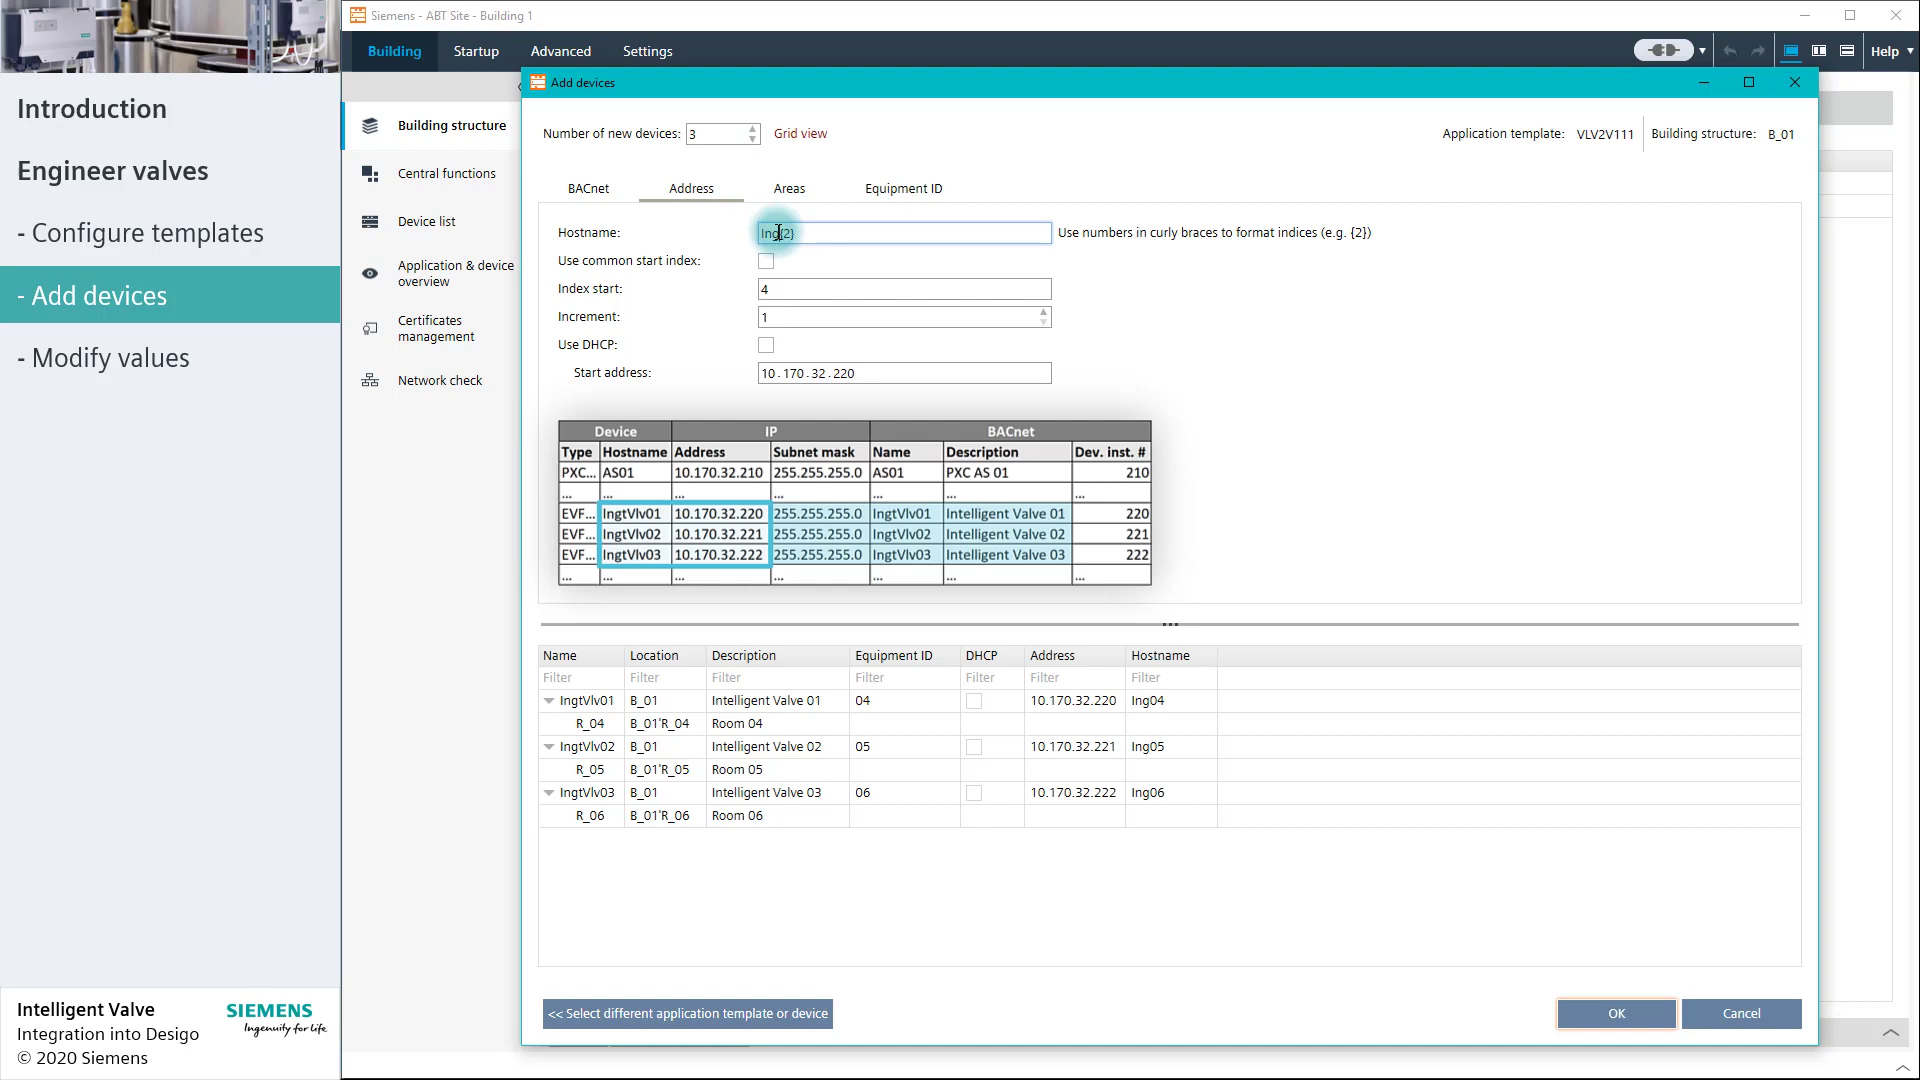 Introduction
Engineer valves
- Configure templates
- Add devices
- Modify values
Intelligent Valve
Integration into Desigo
© 2020 Siemens
SIEMENS
Ingenuity for life
Siemens - ABT Site - Building 1
Building Startup Advanced Settings Help
Building structure
Central functions
Device list
Application & device
overview
Certificates
management
Network check
Add devices
Number of new devices: 3 Grid view Application template: VLV2V111 Building structure: B_01
BACnet Address Areas Equipment ID
Hostname: Ing{2} Use numbers in curly braces to format indices (e.g. {2})
Use common start index:
Index start: 4
Increment: 1
Use DHCP:
Start address: 10 . 170 . 32 . 220
Device IP BACnet
Type Hostname Address Subnet mask Name Description Dev. inst. #
PXC... AS01 10.170.32.210 255.255.255.0 AS01 PXC AS 01 210
... ... ... ... ... ... ...
EVF... IngtVlv01 10.170.32.220 255.255.255.0 IngtVlv01 Intelligent Valve 01 220
EVF... IngtVlv02 10.170.32.221 255.255.255.0 IngtVlv02 Intelligent Valve 02 221
EVF... IngtVlv03 10.170.32.222 255.255.255.0 IngtVlv03 Intelligent Valve 03 222
... ... ... ... ... ... ...
Name Location Description Equipment ID DHCP Address Hostname
Filter Filter Filter Filter Filter Filter Filter
IngtVlv01 B_01 Intelligent Valve 01 04 10.170.32.220 Ing04
R_04 B_01'R_04 Room 04
IngtVlv02 B_01 Intelligent Valve 02 05 10.170.32.221 Ing05
R_05 B_01'R_05 Room 05
IngtVlv03 B_01 Intelligent Valve 03 06 10.170.32.222 Ing06
R_06 B_01'R_06 Room 06
<< Select different application template or device OK Cancel